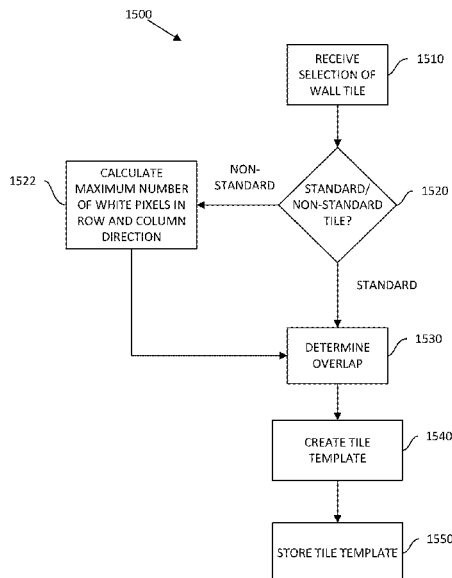 1500
RECEIVE
SELECTION OF
WALL TILE
1510
CALCULATE
MAXIMUM NUMBER
OF WHITE PIXELS IN
ROW AND COLUMN
DIRECTION
1522
NON-
STANDARD
STANDARD/
NON-STANDARD
TILE?
1520
STANDARD
DETERMINE
OVERLAP
1530
CREATE TILE
TEMPLATE
1540
STORE TILE TEMPLATE
1550